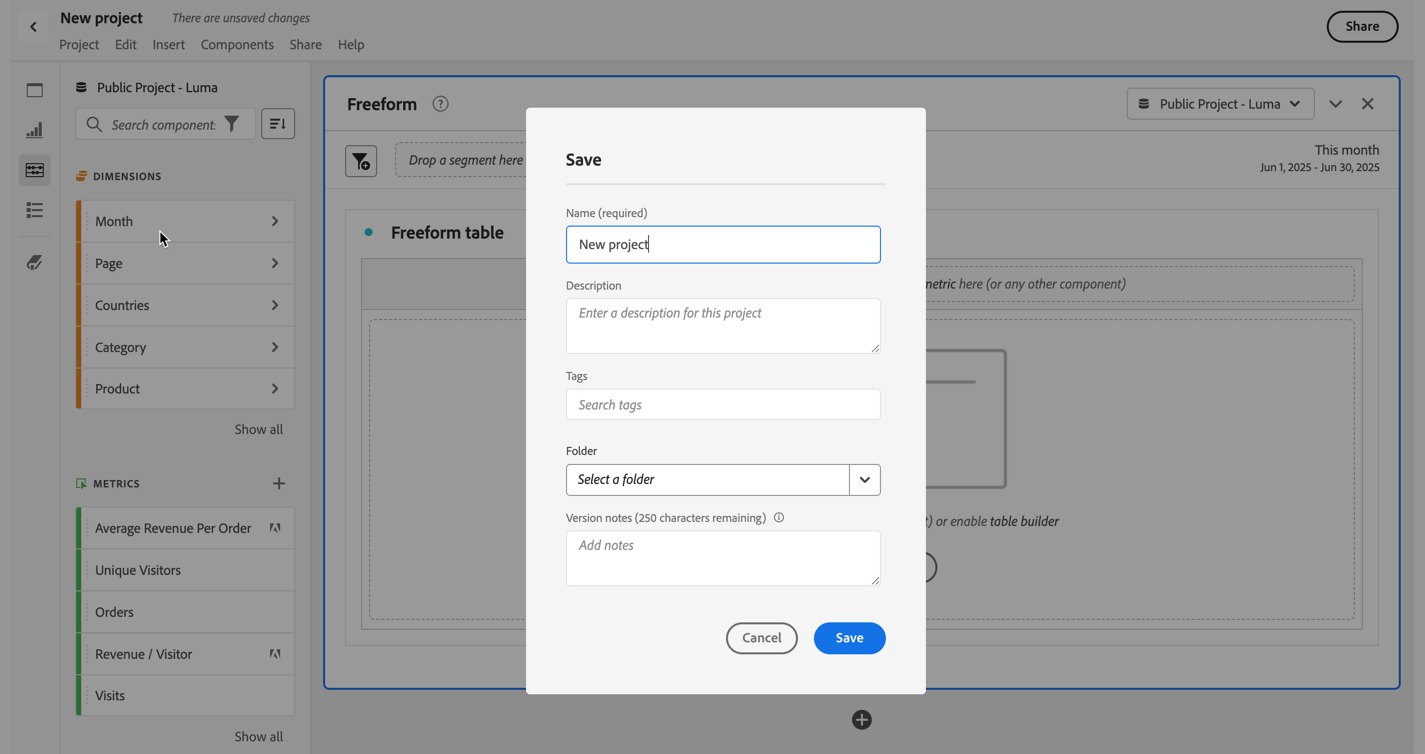 New project
There are unsaved changes
Project Edit Insert Components Share Help
Share
Public Project - Luma
Search component
DIMENSIONS
Month
Page
Countries
Category
Product
Show all
METRICS
Average Revenue Per Order
Unique Visitors
Orders
Revenue / Visitor
Visits
Show all
Freeform
?
Public Project - Luma
Drop a segment here
This month
Jun 1, 2025 - Jun 30, 2025
Freeform table
metric here (or any other component)
) or enable table builder
Save
Name (required)
New project
Description
Enter a description for this project
Tags
Search tags
Folder
Select a folder
Version notes (250 characters remaining)
Add notes
Cancel
Save